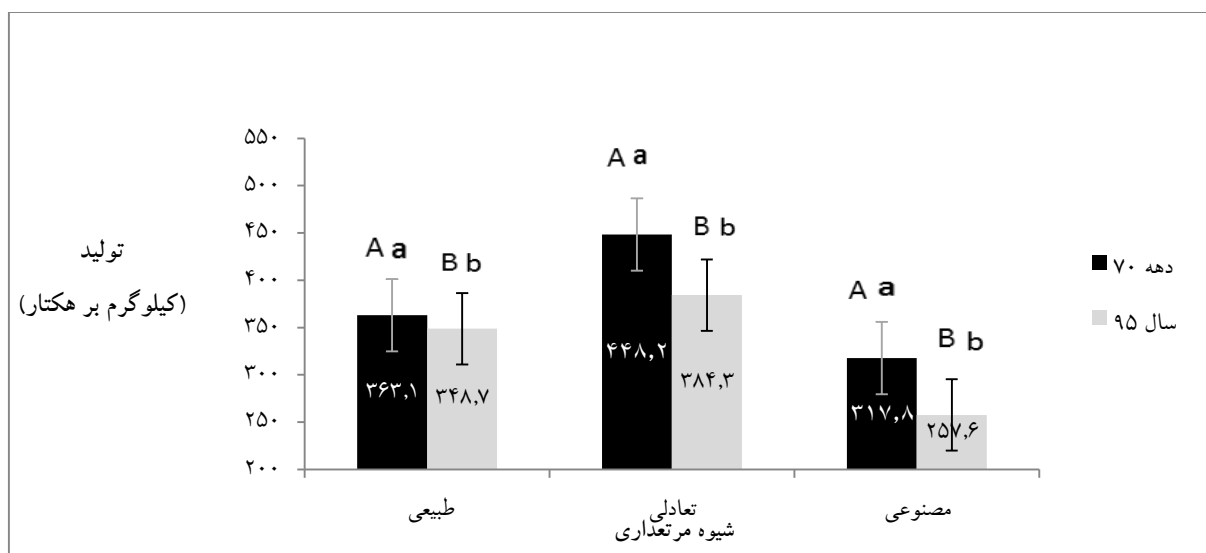 تولید
(کیلوگرم بر هکتار)
۵۵۰
۵۰۰
۴۵۰
۴۰۰
۳۵۰
۳۰۰
۲۵۰
۲۰۰
A a
B b
A a
B b
A a
B b
۳۶۳,۱
۳۴۸,۷
۴۴۸,۲
۳۸۴,۳
۳۱۷,۸
۲۵۷,۶
طبیعی
تعادلی
مصنوعی
شیوه مرتعداری
دهه ۷۰
سال ۹۵